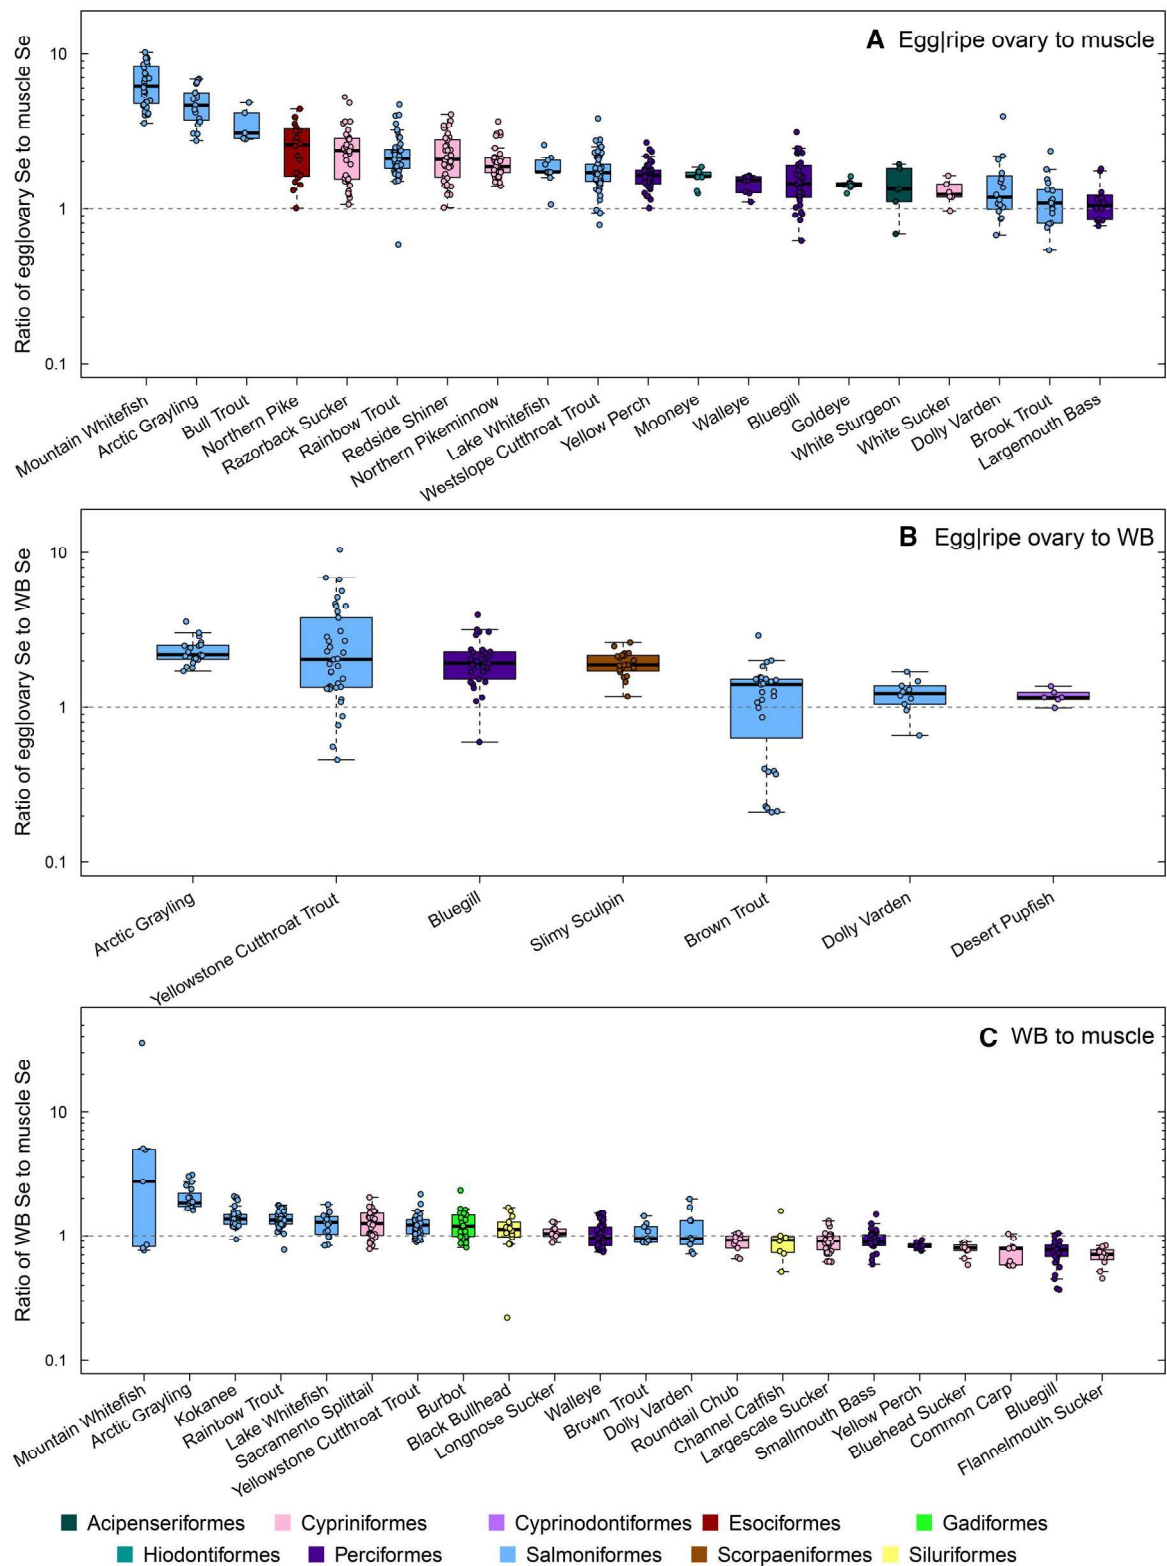 A Egg|ripe ovary to muscle
Ratio of egg|ovary Se to muscle Se
10
1
0.1
Mountain Whitefish
Arctic Grayling
Bull Trout
Northern Pike
Razorback Sucker
Rainbow Trout
Redside Shiner
Northern Pikeminnow
Lake Whitefish
Westslope Cutthroat Trout
Yellow Perch
Mooneye
Walleye
Bluegill
Goldeye
White Sturgeon
White Sucker
Dolly Varden
Brook Trout
Largemouth Bass
B Egg|ripe ovary to WB
Ratio of egg|ovary Se to WB Se
10
1
0.1
Arctic Grayling
Yellowstone Cutthroat Trout
Bluegill
Slimy Sculpin
Brown Trout
Dolly Varden
Desert Pupfish
C WB to muscle
Ratio of WB Se to muscle Se
10
1
0.1
Mountain Whitefish
Arctic Grayling
Kokanee
Rainbow Trout
Lake Whitefish
Sacramento Splittail
Yellowstone Cutthroat Trout
Burbot
Black Bullhead
Longnose Sucker
Walleye
Brown Trout
Dolly Varden
Roundtail Chub
Channel Catfish
Largescale Sucker
Smallmouth Bass
Yellow Perch
Bluehead Sucker
Common Carp
Bluegill
Flannelmouth Sucker
Acipenseriformes Cypriniformes Cyprinodontiformes Esociformes Gadiformes
Hiodontiformes Perciformes Salmoniformes Scorpaeniformes Siluriformes